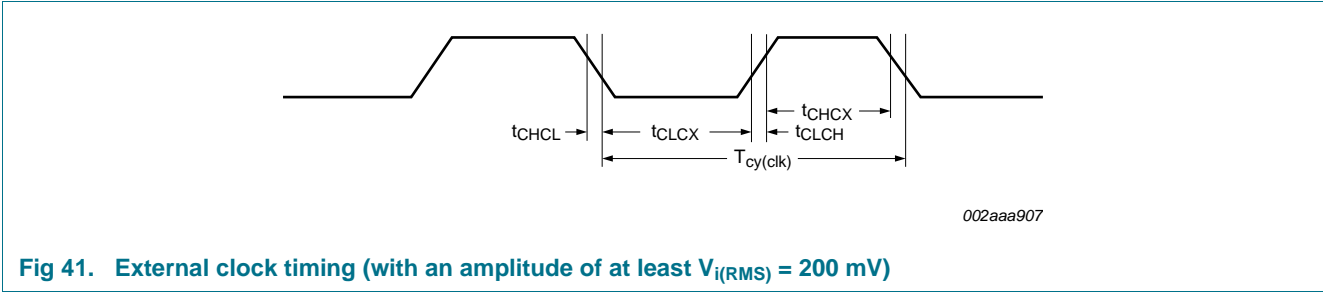 tCHCX
tCHCL tCLCX tCLCH
Tcy(clk)
002aaa907
Fig 41. External clock timing (with an amplitude of at least Vi(RMS) = 200 mV)